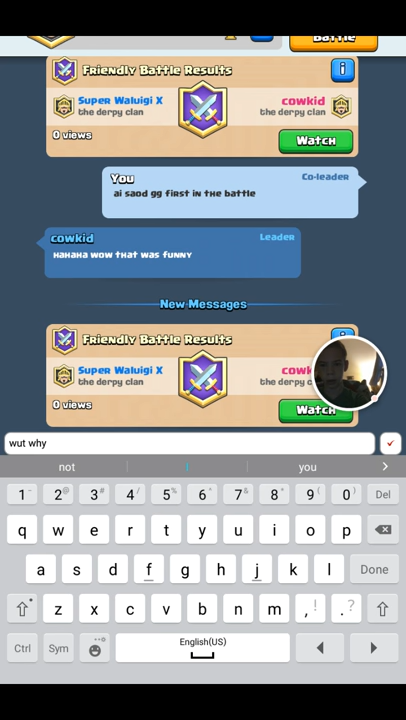 Battle
Friendly Battle Results
i
Super Waluigi X
cowkid
the derpy clan
the derpy clan
0 views
Watch
You
Co-leader
ai saod gg first in the battle
cowkid
Leader
Hahaha wow that was funny
New Messages
Friendly Battle Results
Super Waluigi X
the derpy clan
the de
0 views
Watch
wut why
not
I
you
1 2 3 4 5 6 7 8 9 0 Del
q w e r t y u i o p
a s d f g h j k l Done
z x c v b n m , ! . ?
Ctrl Sym English(US)